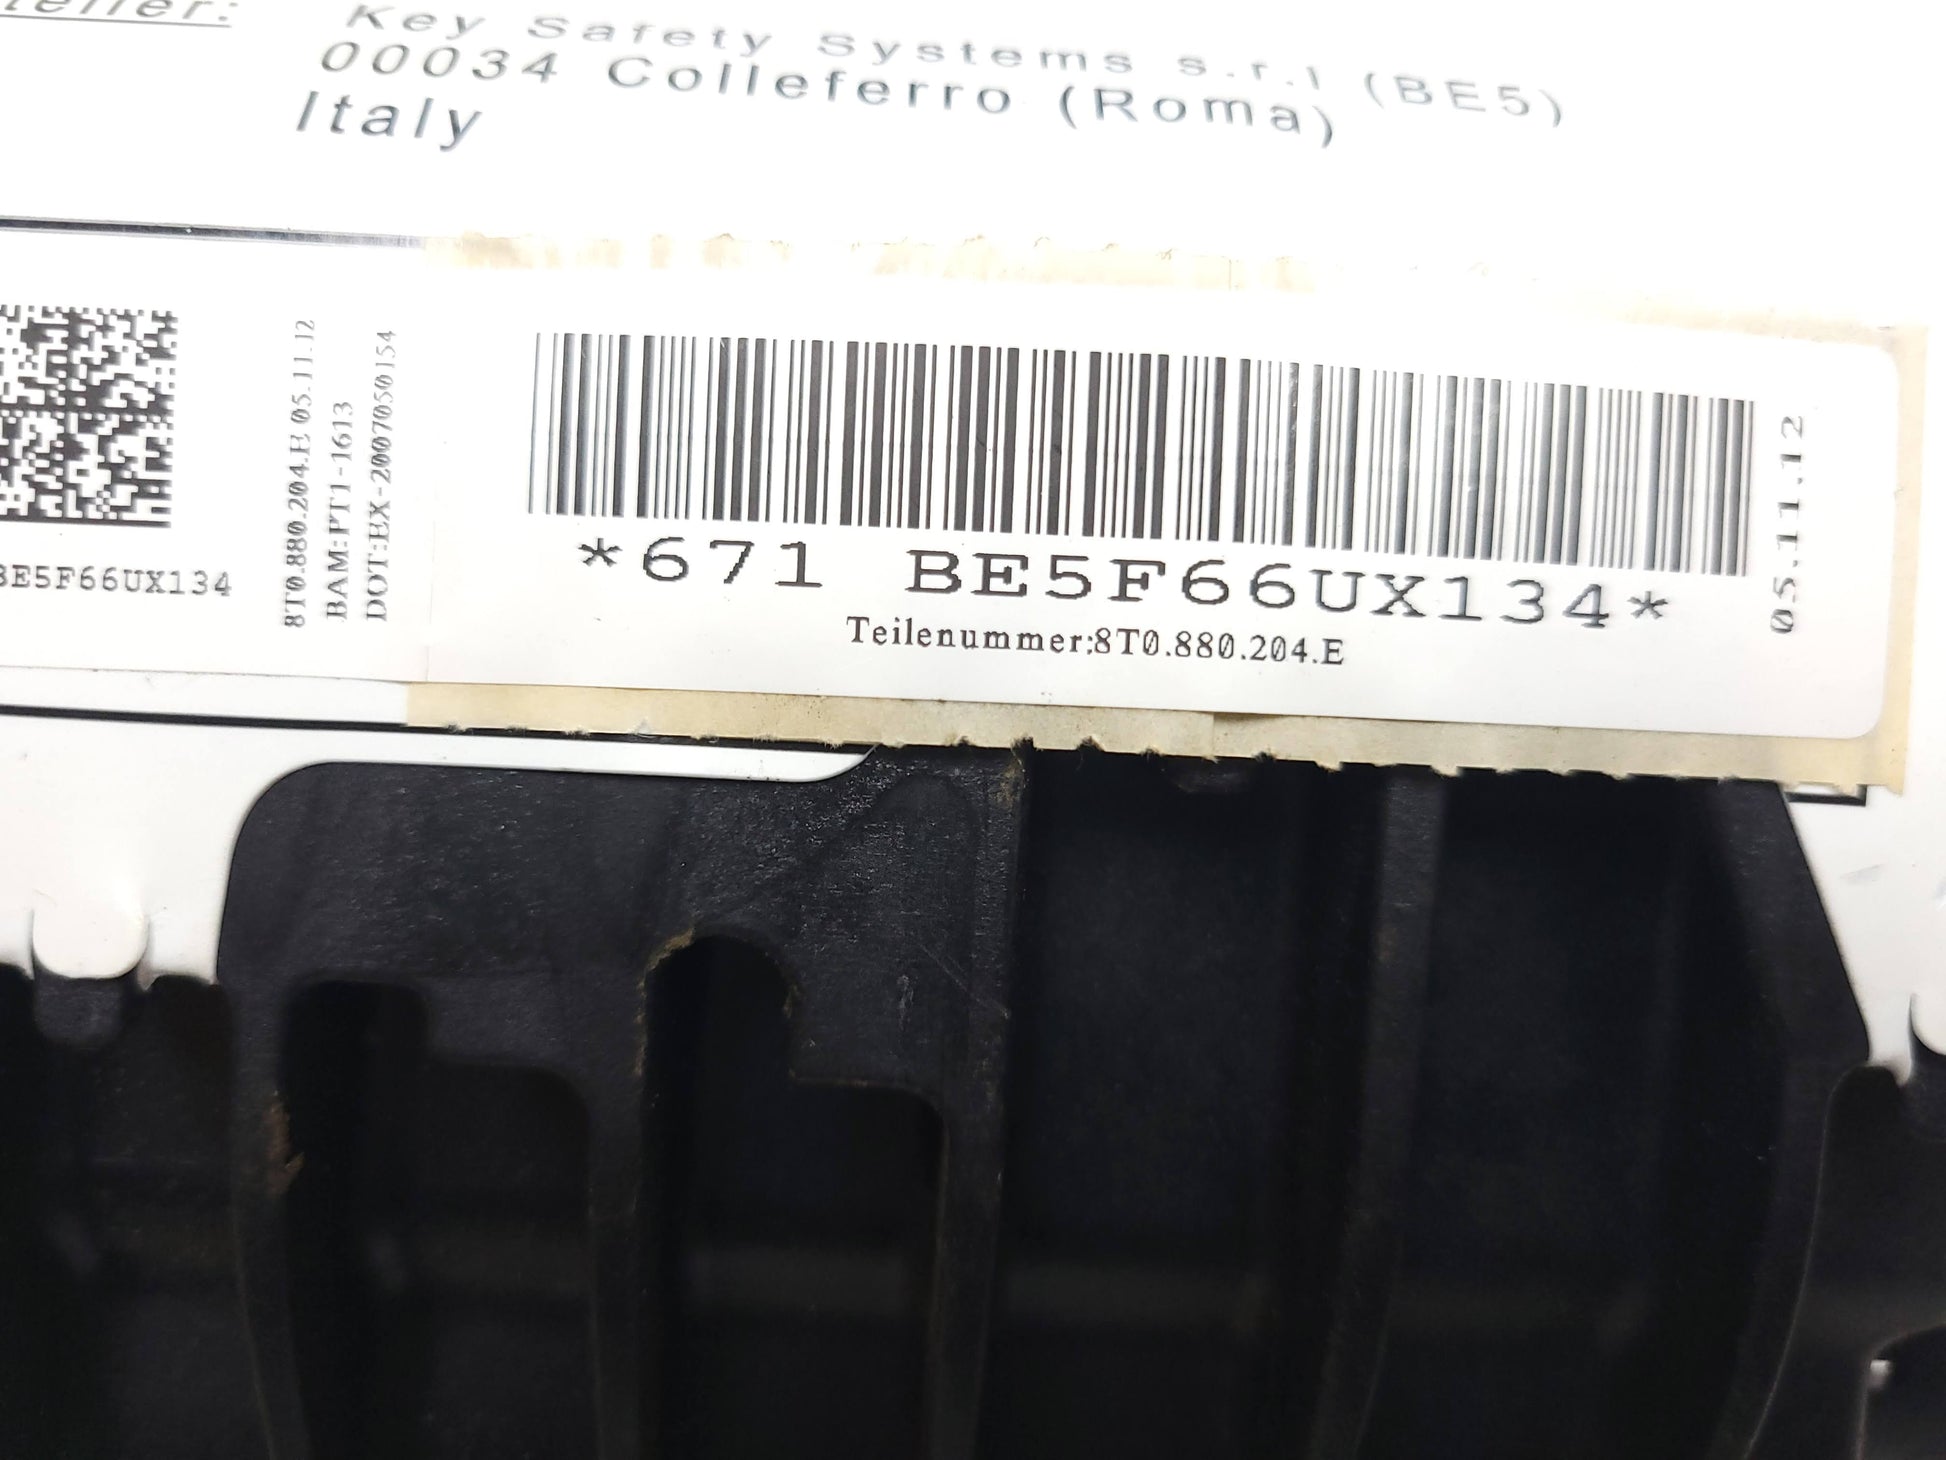 Key Safety Systems s.r.l (BE5)
00034 Colleferro (Roma)
Italy
BE5F66UX134
8T0.880.204.E 05.11.12
BAM:PT1-1613
DOT:EX-2007050154
*671 BE5F66UX134*
Teilenummer:8T0.880.204.E
05.11.12